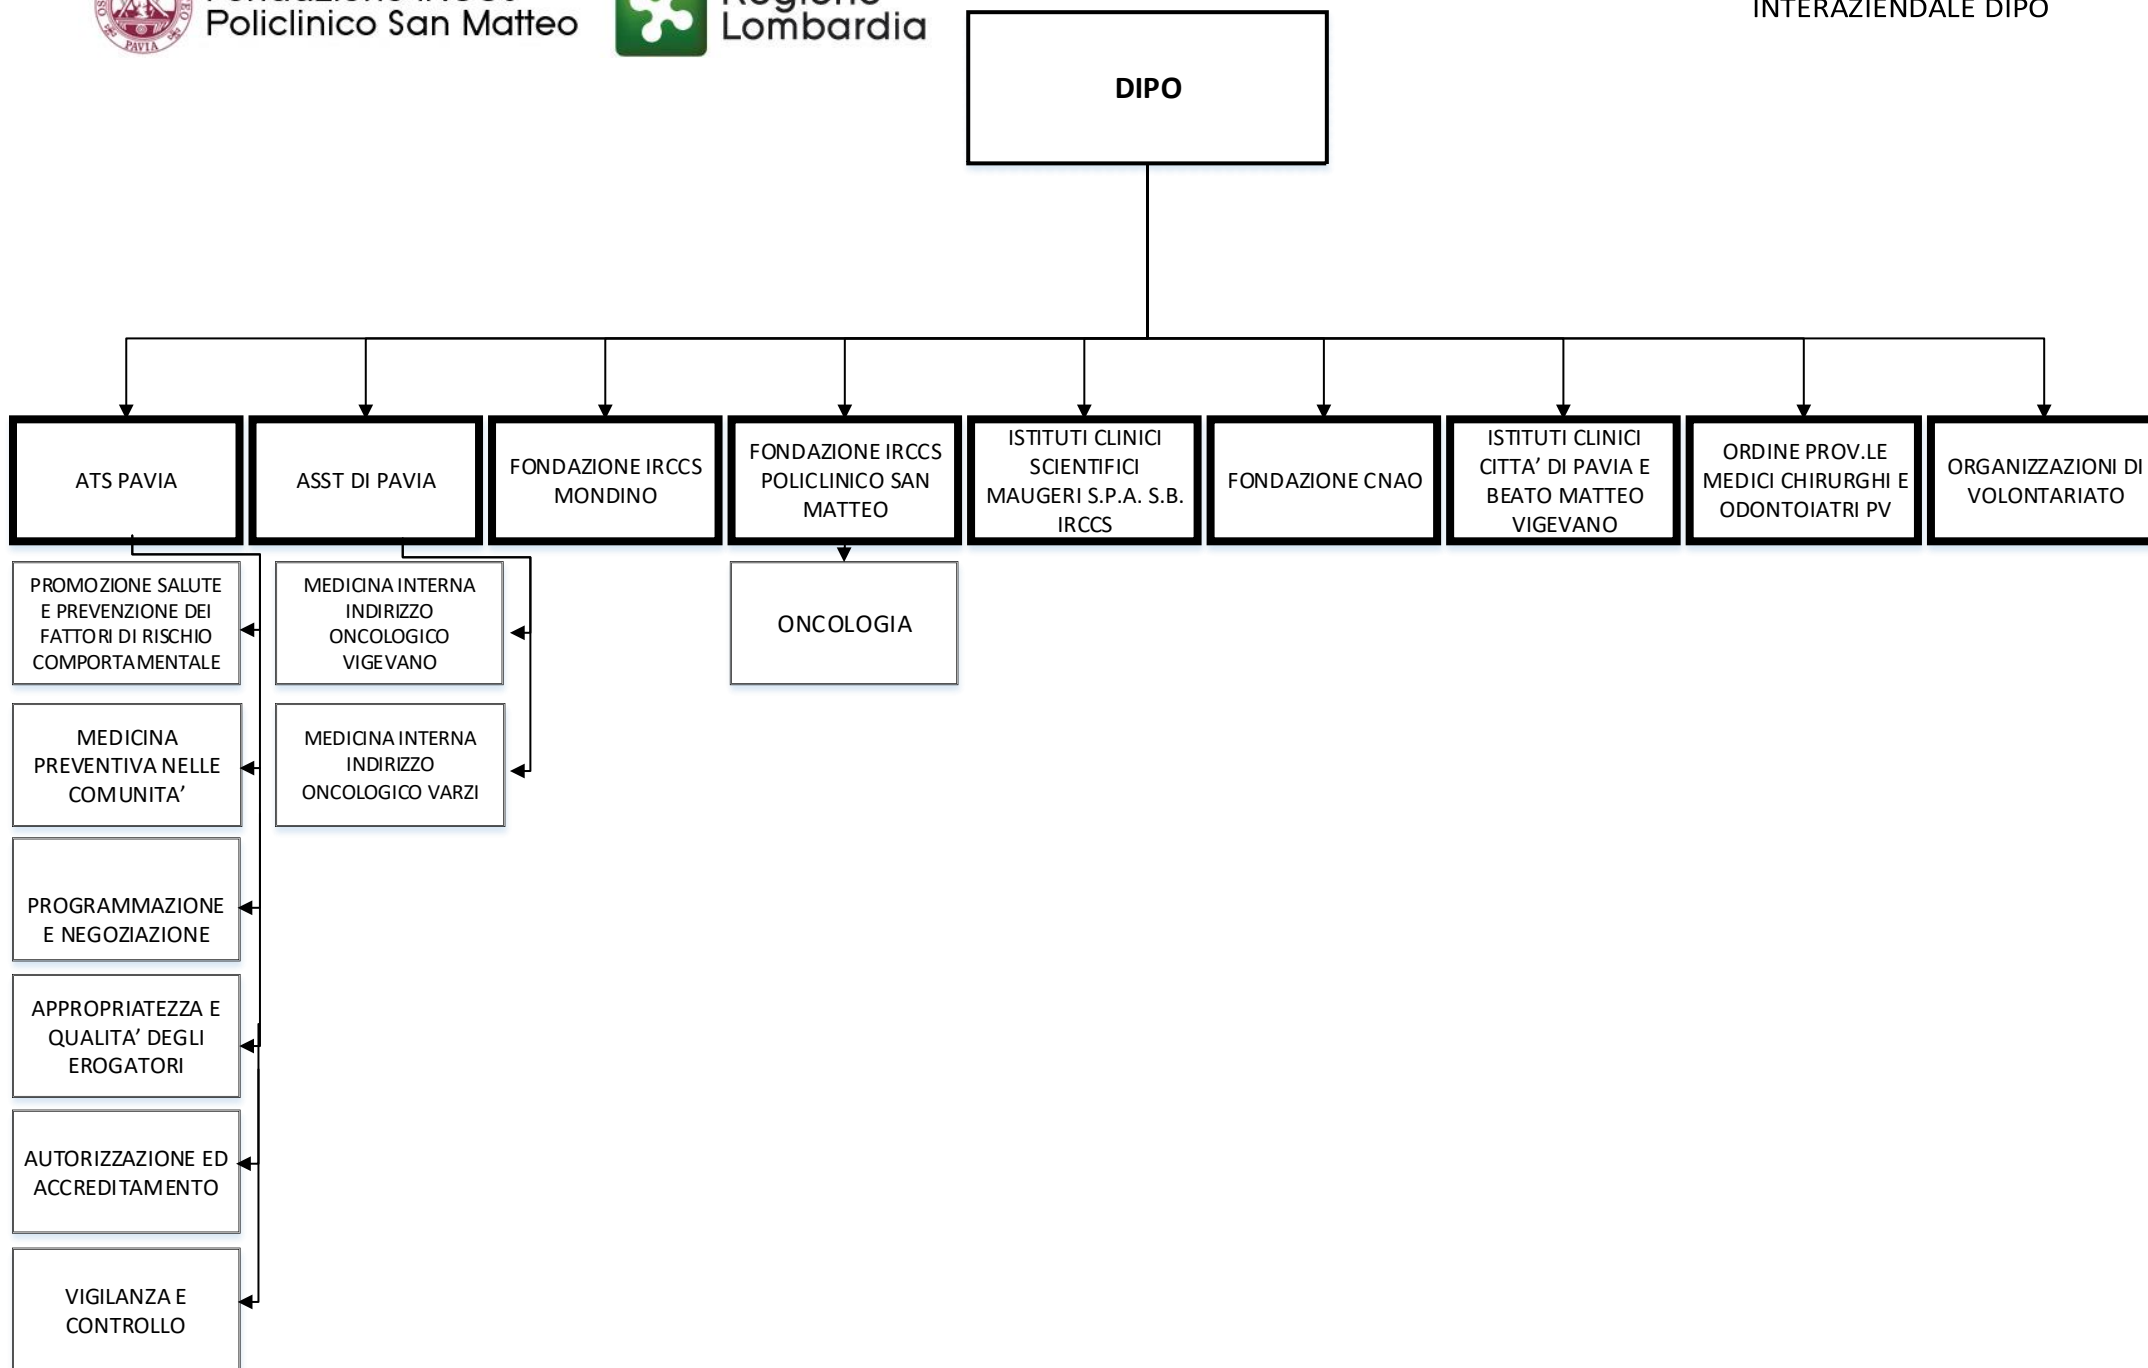 Policlinico San Matteo
Lombardia
PAVIA
INTERAZIENDALE DIPO
DIPO
ATS PAVIA
ASST DI PAVIA
FONDAZIONE IRCCS
MONDINO
FONDAZIONE IRCCS
POLICLINICO SAN
MATTEO
ISTITUTI CLINICI
SCIENTIFICI
MAUGERI S.P.A. S.B.
IRCCS
FONDAZIONE CNAO
ISTITUTI CLINICI
CITTA’ DI PAVIA E
BEATO MATTEO
VIGEVANO
ORDINE PROV.LE
MEDICI CHIRURGHI E
ODONTOIATRI PV
ORGANIZZAZIONI DI
VOLONTARIATO
PROMOZIONE SALUTE
E PREVENZIONE DEI
FATTORI DI RISCHIO
COMPORTAMENTALE
MEDICINA INTERNA
INDIRIZZO
ONCOLOGICO
VIGEVANO
ONCOLOGIA
MEDICINA
PREVENTIVA NELLE
COMUNITA’
MEDICINA INTERNA
INDIRIZZO
ONCOLOGICO VARZI
PROGRAMMAZIONE
E NEGOZIAZIONE
APPROPRIATEZZA E
QUALITA’ DEGLI
EROGATORI
AUTORIZZAZIONE ED
ACCREDITAMENTO
VIGILANZA E
CONTROLLO